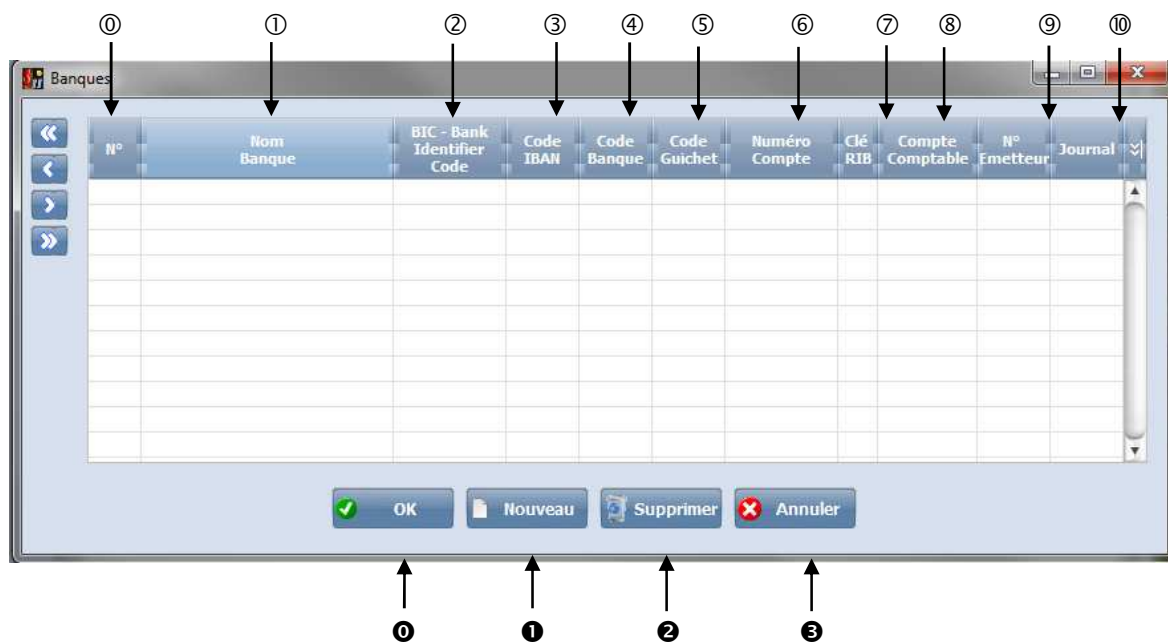 ⓪ ① ② ③ ④ ⑤ ⑥ ⑦ ⑧ ⑨ ⑩
Banques
N°
Nom
Banque
BIC - Bank
Identifier
Code
Code
IBAN
Code
Banque
Code
Guichet
Numéro
Compte
Clé
RIB
Compte
Comptable
N°
Emetteur
Journal
OK Nouveau Supprimer Annuler
⓿ ❶ ❷ ❸